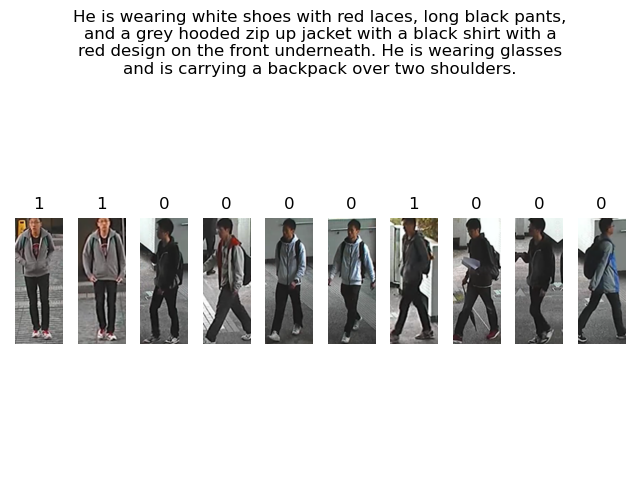 He is wearing white shoes with red laces, long black pants,
and a grey hooded zip up jacket with a black shirt with a
red design on the front underneath. He is wearing glasses
and is carrying a backpack over two shoulders.
1 1 0 0 0 0 1 0 0 0